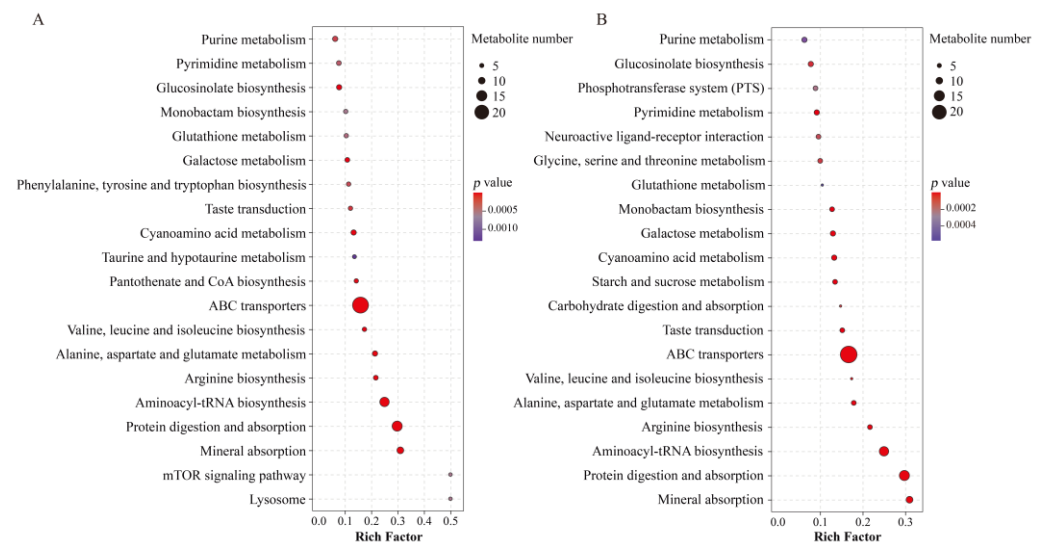 A
Purine metabolism
Pyrimidine metabolism
Glucosinolate biosynthesis
Monobactam biosynthesis
Glutathione metabolism
Galactose metabolism
Phenylalanine, tyrosine and tryptophan biosynthesis
Taste transduction
Cyanoamino acid metabolism
Taurine and hypotaurine metabolism
Pantothenate and CoA biosynthesis
ABC transporters
Valine, leucine and isoleucine biosynthesis
Alanine, aspartate and glutamate metabolism
Arginine biosynthesis
Aminoacyl-tRNA biosynthesis
Protein digestion and absorption
Mineral absorption
mTOR signaling pathway
Lysosome
0.0 0.1 0.2 0.3 0.4 0.5
Rich Factor
Metabolite number
5
10
15
20
p value
0.0005
0.0010
B
Purine metabolism
Glucosinolate biosynthesis
Phosphotransferase system (PTS)
Pyrimidine metabolism
Neuroactive ligand-receptor interaction
Glycine, serine and threonine metabolism
Glutathione metabolism
Monobactam biosynthesis
Galactose metabolism
Cyanoamino acid metabolism
Starch and sucrose metabolism
Carbohydrate digestion and absorption
Taste transduction
ABC transporters
Valine, leucine and isoleucine biosynthesis
Alanine, aspartate and glutamate metabolism
Arginine biosynthesis
Aminoacyl-tRNA biosynthesis
Protein digestion and absorption
Mineral absorption
0.0 0.1 0.2 0.3
Rich Factor
Metabolite number
5
10
15
20
p value
0.0002
0.0004